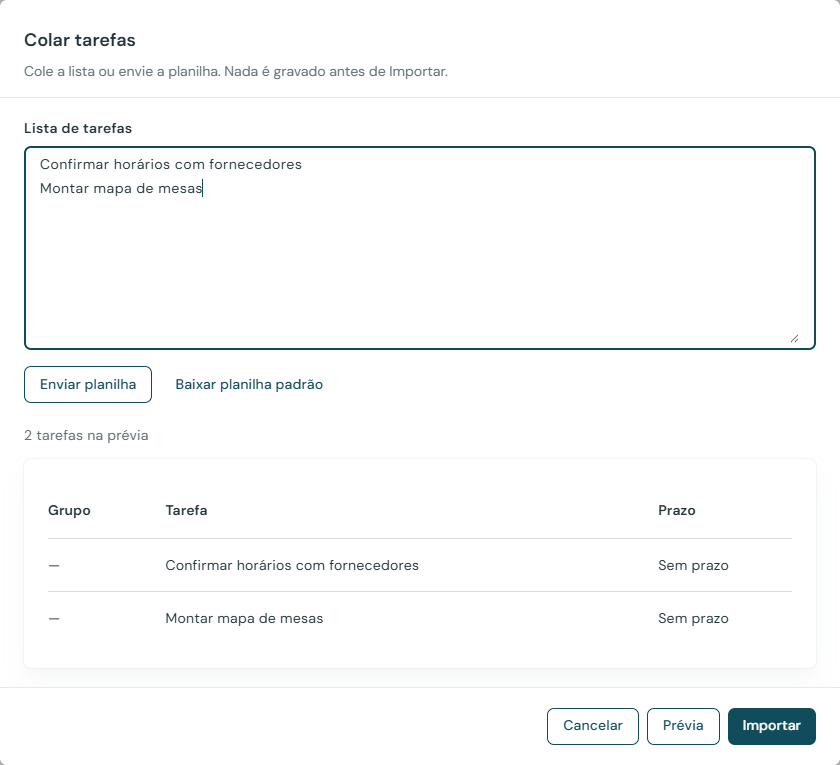 Colar tarefas
Cole a lista ou envie a planilha. Nada é gravado antes de Importar.
Lista de tarefas
Confirmar horários com fornecedores
Montar mapa de mesas
Enviar planilha Baixar planilha padrão
2 tarefas na prévia
Grupo Tarefa Prazo
— Confirmar horários com fornecedores Sem prazo
— Montar mapa de mesas Sem prazo
Cancelar Prévia Importar